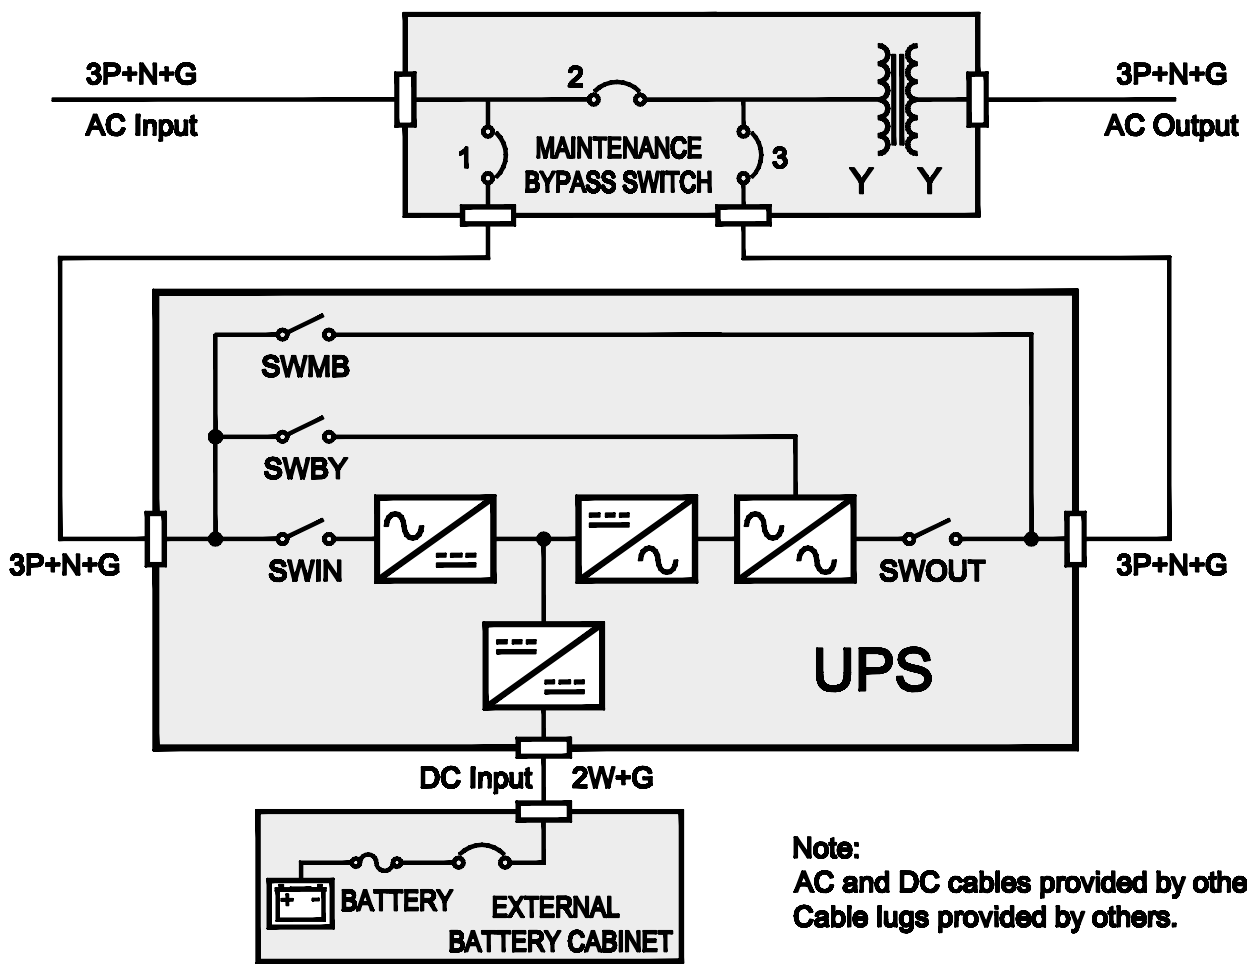 3P+N+G
AC Input
2
1
MAINTENANCE
BYPASS SWITCH
3
Y Y
3P+N+G
AC Output
SWMB
SWBY
3P+N+G
SWIN
SWOUT
3P+N+G
UPS
DC Input
2W+G
+ -
BATTERY
EXTERNAL
BATTERY CABINET
Note:
AC and DC cables provided by othe
Cable lugs provided by others.